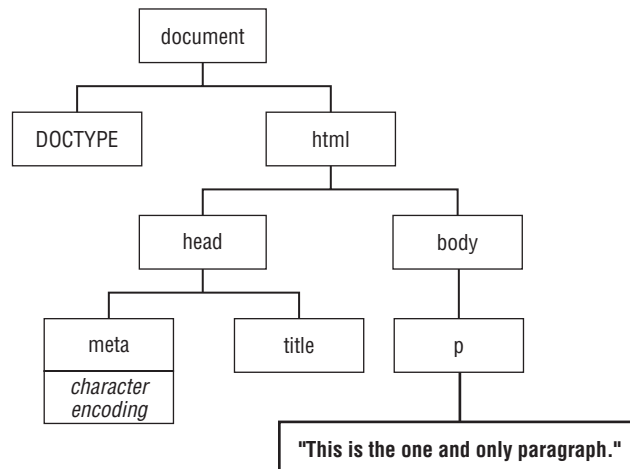 document
DOCTYPE
html
head
body
meta
title
p
character
encoding
"This is the one and only paragraph."